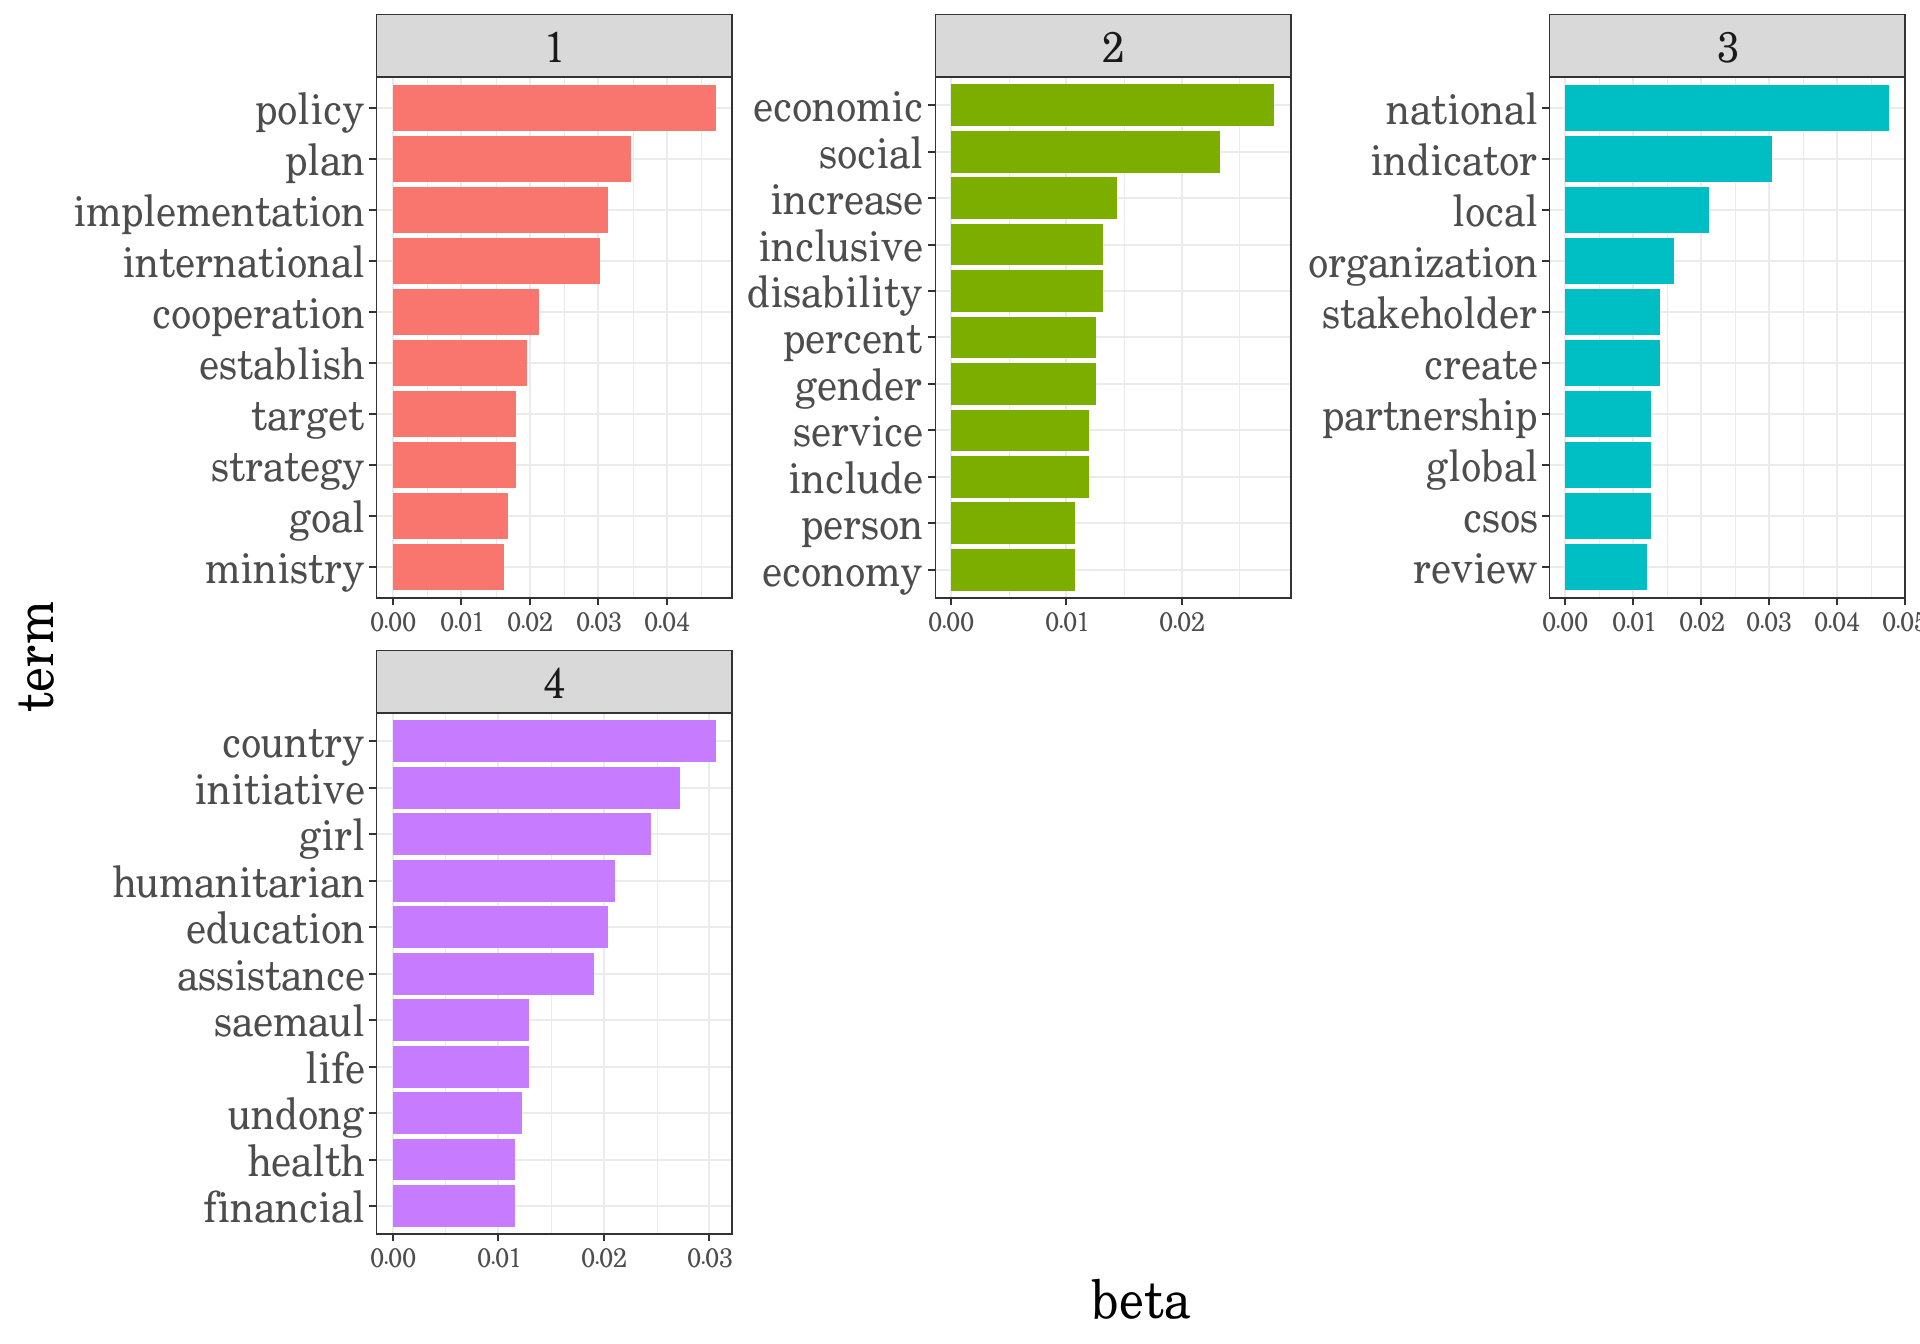 1
policy
plan
implementation
international
cooperation
establish
target
strategy
goal
ministry
0.00 0.01 0.02 0.03 0.04
2
economic
social
increase
inclusive
disability
percent
gender
service
include
person
economy
0.00 0.01 0.02
3
national
indicator
local
organization
stakeholder
create
partnership
global
csos
review
0.00 0.01 0.02 0.03 0.04 0.05
term
4
country
initiative
girl
humanitarian
education
assistance
saemaul
life
undong
health
financial
0.00 0.01 0.02 0.03
beta